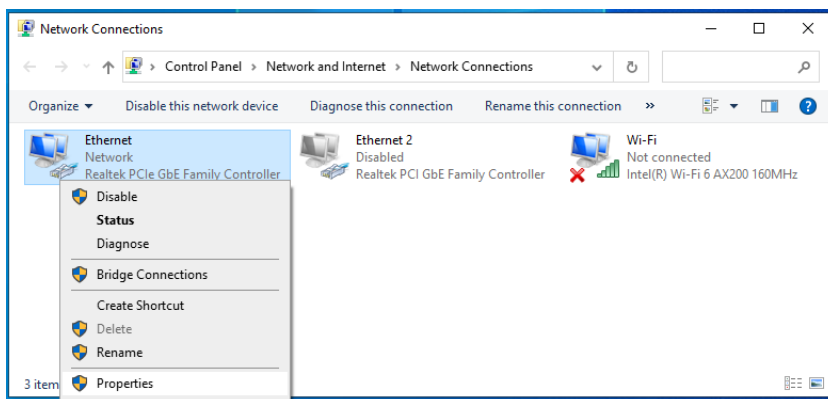 Network Connections
Control Panel > Network and Internet > Network Connections
Organize Disable this network device Diagnose this connection Rename this connection »
Ethernet
Network
Realtek PCIe GbE Family Controller
Ethernet 2
Disabled
Realtek PCI GbE Family Controller
Wi-Fi
Not connected
Intel(R) Wi-Fi 6 AX200 160MHz
Disable
Status
Diagnose
Bridge Connections
Create Shortcut
Delete
Rename
Properties
3 item